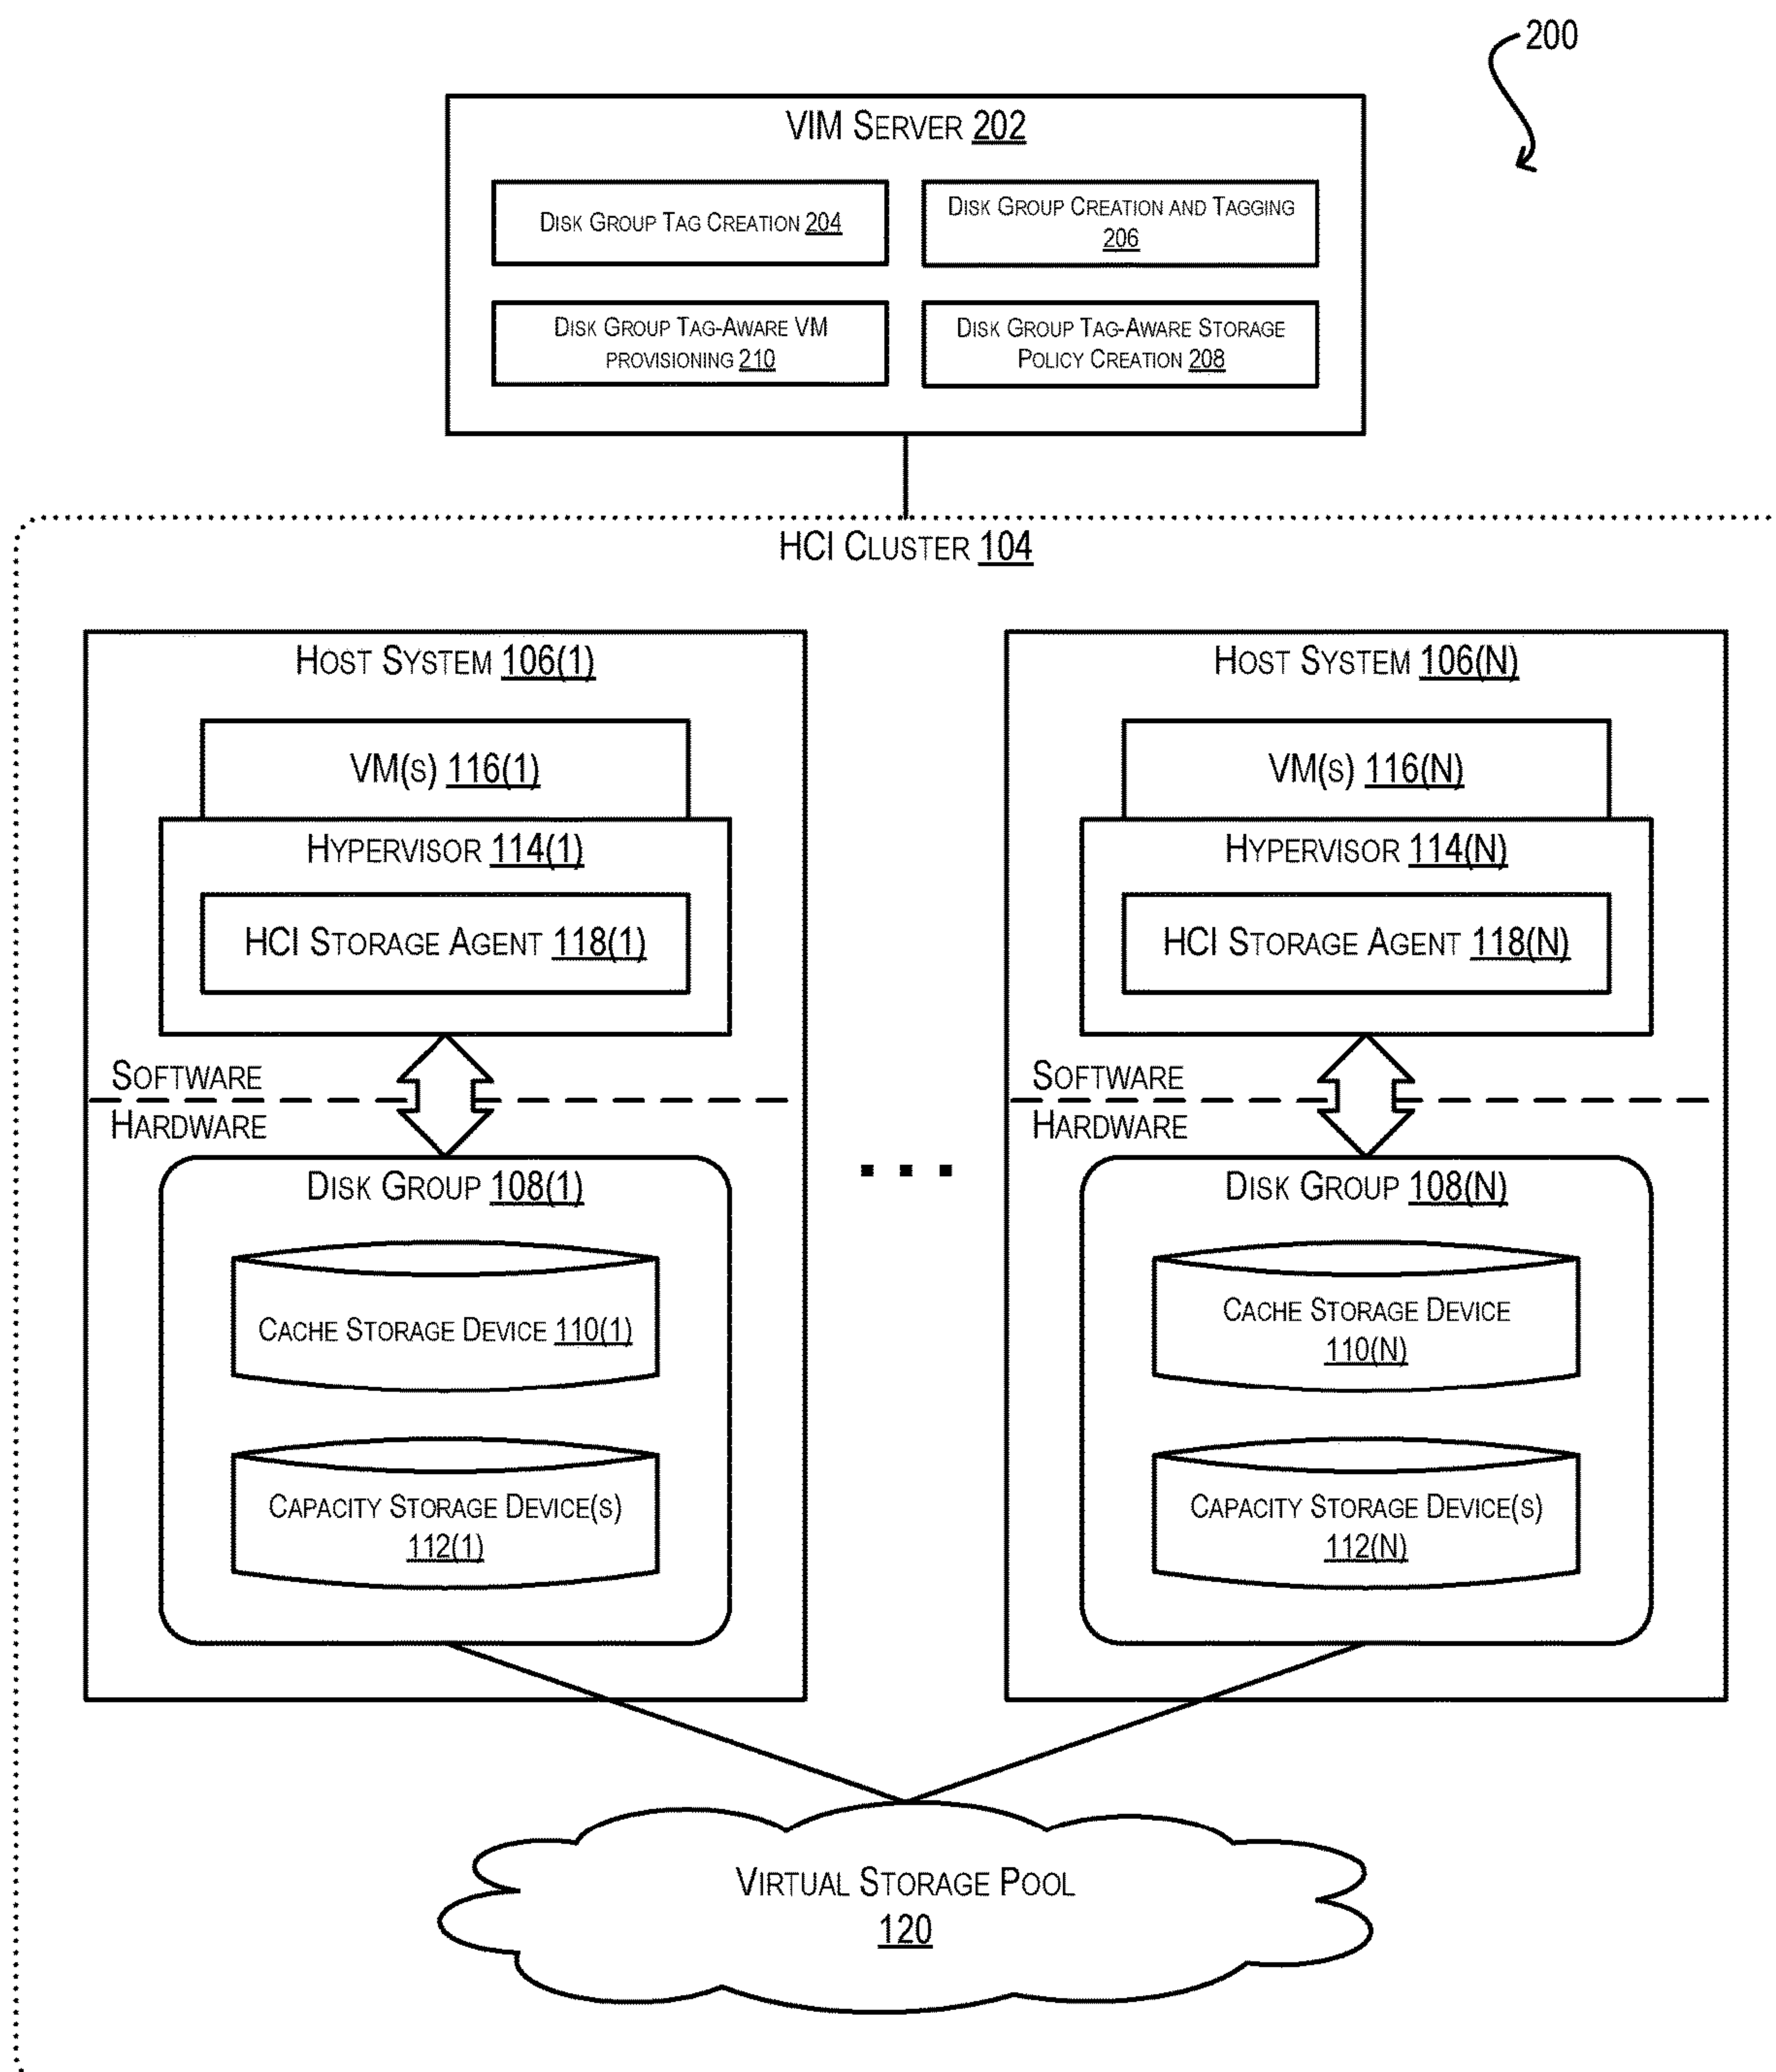 200
VIM SERVER 202
DISK GROUP TAG CREATION 204
DISK GROUP CREATION AND TAGGING
206
DISK GROUP TAG-AWARE VM
PROVISIONING 210
DISK GROUP TAG-AWARE STORAGE
POLICY CREATION 208
HCI CLUSTER 104
HOST SYSTEM 106(1)
VM(S) 116(1)
HYPERVISOR 114(1)
HCI STORAGE AGENT 118(1)
SOFTWARE
HARDWARE
DISK GROUP 108(1)
CACHE STORAGE DEVICE 110(1)
CAPACITY STORAGE DEVICE(S)
112(1)
HOST SYSTEM 106(N)
VM(S) 116(N)
HYPERVISOR 114(N)
HCI STORAGE AGENT 118(N)
SOFTWARE
HARDWARE
DISK GROUP 108(N)
CACHE STORAGE DEVICE
110(N)
CAPACITY STORAGE DEVICE(S)
112(N)
VIRTUAL STORAGE POOL
120